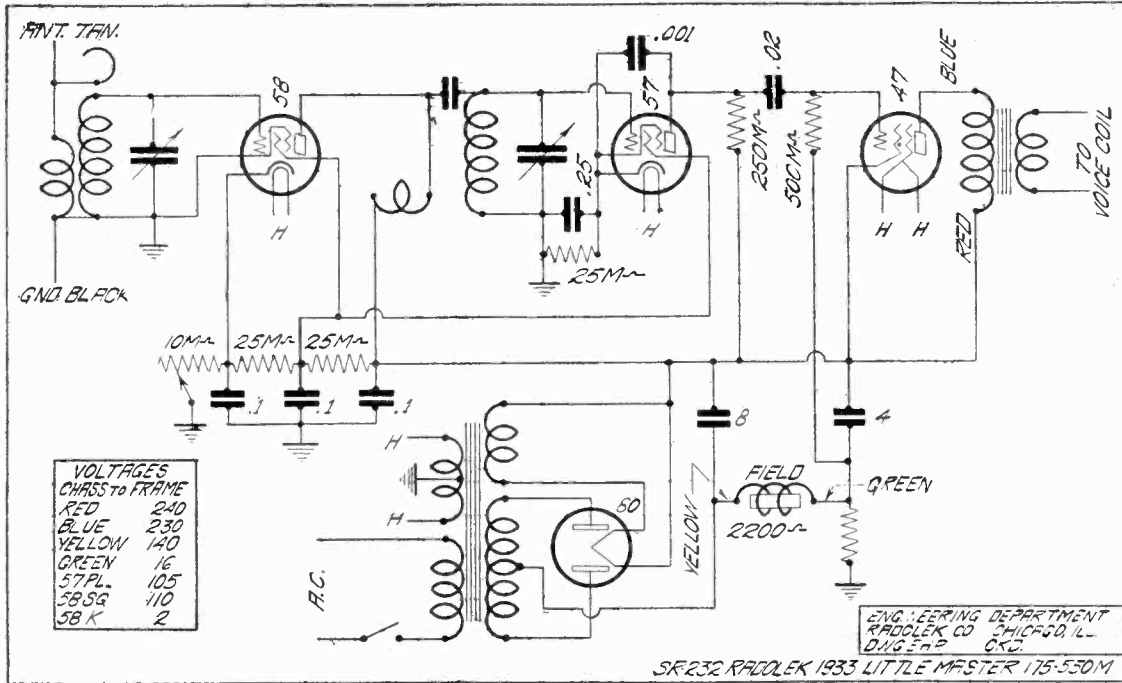 ANT. TAN.
58
.001
57
.02
47
BLUE
250M~
500M~
TO
VOICE COIL
.25
H
H
H H
RED
25M~
GND. BLACK
10M~ 25M~ 25M~
.1 .1 .1
8
4
H
H
FIELD
GREEN
YELLOW
2200~
80
A.C.
VOLTAGES
CHASS TO FRAME
RED 240
BLUE 230
YELLOW 140
GREEN 16
57 PL. 105
58 SG 110
58 K 2
ENGINEERING DEPARTMENT
RADOLEK CO CHICAGO, ILL.
SR-232 RADOLEK 1933 LITTLE MASTER 175-550M